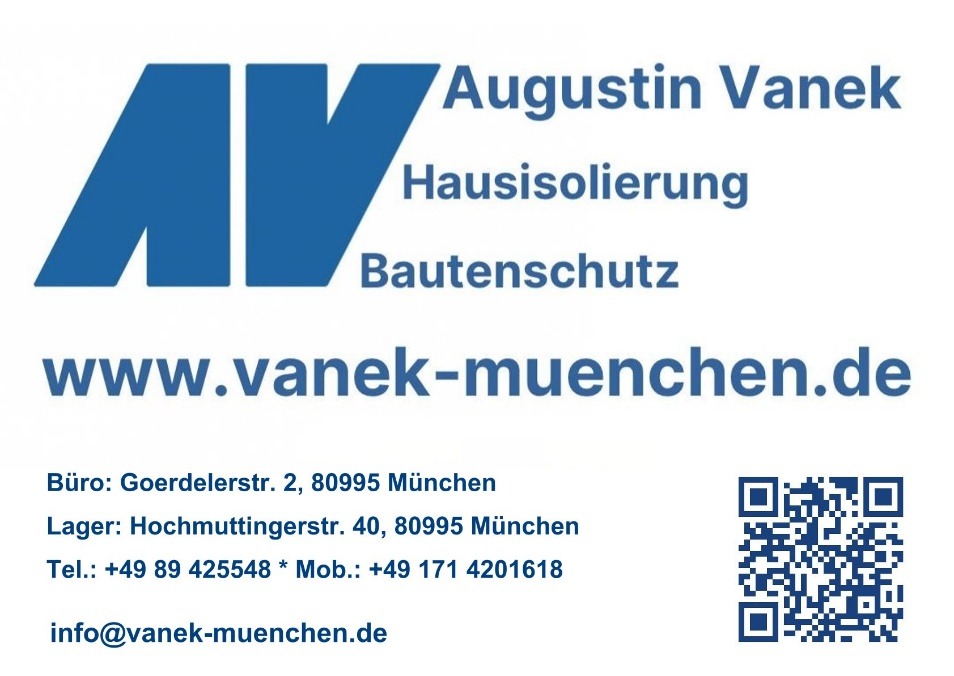 AV
Augustin Vanek
Hausisolierung
Bautenschutz
www.vanek-muenchen.de
Büro: Goerdelerstr. 2, 80995 München
Lager: Hochmuttingerstr. 40, 80995 München
Tel.: +49 89 425548 * Mob.: +49 171 4201618
info@vanek-muenchen.de